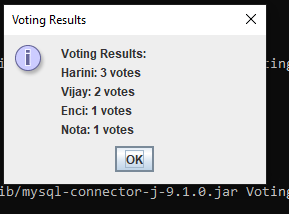 Voting Results
Voting Results:
Harini: 3 votes
Vijay: 2 votes
Enci: 1 votes
Nota: 1 votes
OK
ib/mysql-connector-j-9.1.0.jar Voting